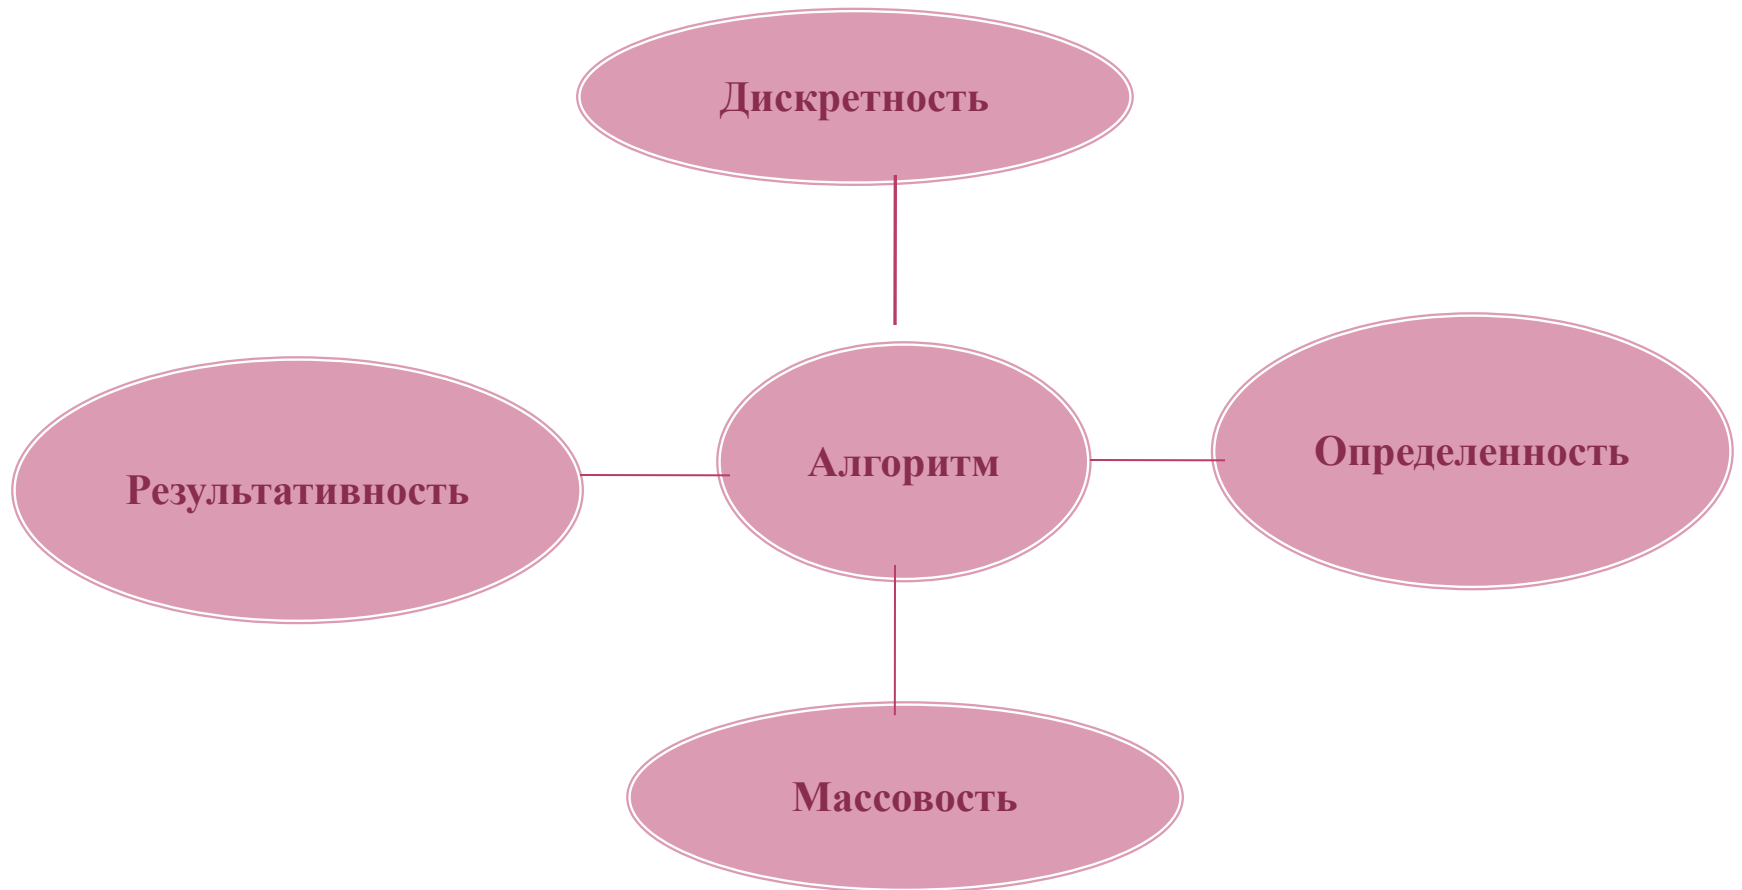 Дискретность
Определенность
Алгоритм
Результативность
Массовость